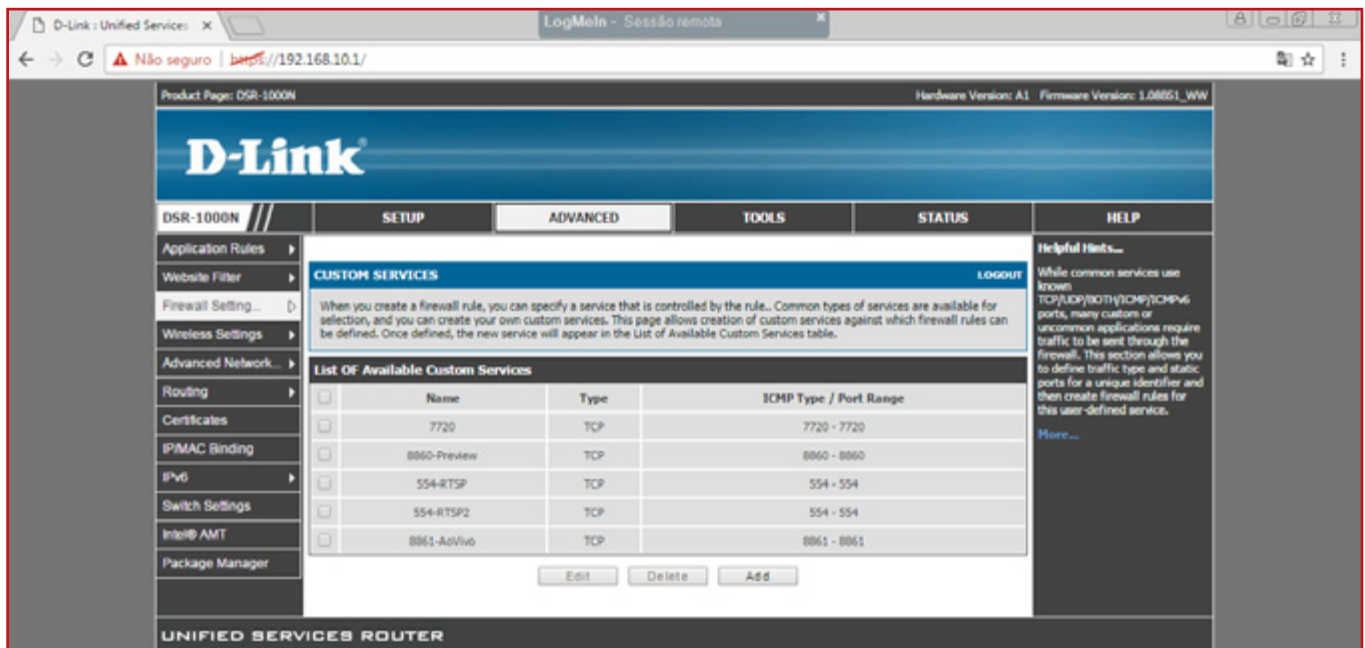 D-Link : Unified Services
LogMeIn - Sessão remota
Não seguro | https://192.168.10.1/
Product Page: DSR-1000N
Hardware Version: A1 Firmware Version: 1.08B51_WW
D-Link
DSR-1000N
SETUP
ADVANCED
TOOLS
STATUS
HELP
Application Rules
Website Filter
Firewall Setting...
Wireless Settings
Advanced Network...
Routing
Certificates
IP/MAC Binding
IPv6
Switch Settings
Intel® AMT
Package Manager
CUSTOM SERVICES
LOGOUT
When you create a firewall rule, you can specify a service that is controlled by the rule.. Common types of services are available for
selection, and you can create your own custom services. This page allows creation of custom services against which firewall rules can
be defined. Once defined, the new service will appear in the List of Available Custom Services table.
List OF Available Custom Services
Name Type ICMP Type / Port Range
7720 TCP 7720 - 7720
8860-Preview TCP 8860 - 8860
554-RTSP TCP 554 - 554
554-RTSP2 TCP 554 - 554
8861-AoVivo TCP 8861 - 8861
Edit Delete Add
Helpful Hints...
While common services use
known
TCP/UDP/BOTH/ICMP/ICMPv6
ports, many custom or
uncommon applications require
traffic to be sent through the
firewall. This section allows you
to define traffic type and static
ports for a unique identifier and
then create firewall rules for
this user-defined service.
More...
UNIFIED SERVICES ROUTER